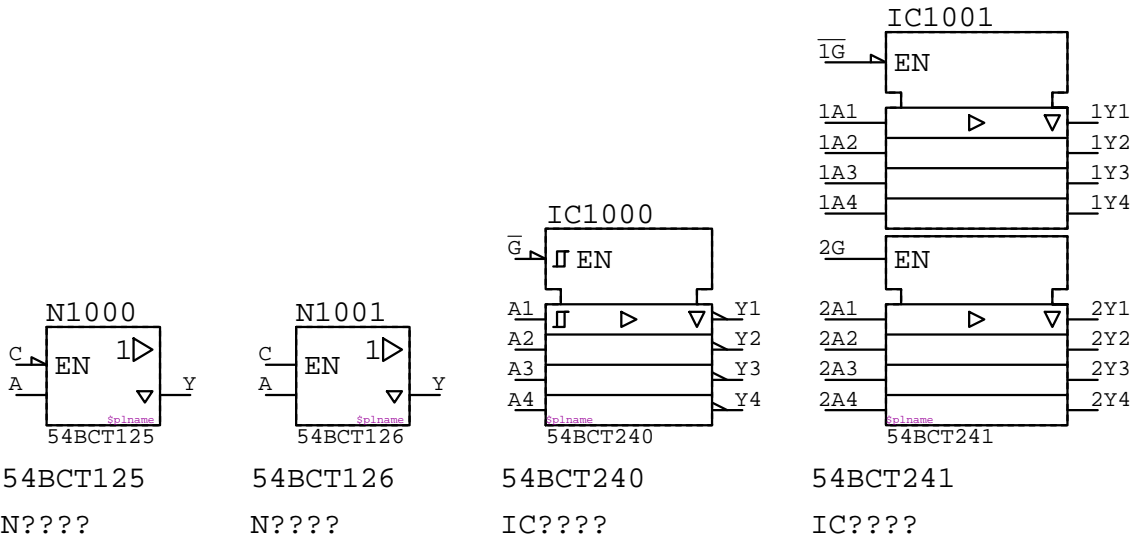 N1000
C
EN
1
A
Y
$plname
54BCT125
54BCT125
N????
N1001
C
EN
1
A
Y
$plname
54BCT126
54BCT126
N????
IC1000
G
EN
A1
Y1
A2
Y2
A3
Y3
A4
Y4
$plname
54BCT240
54BCT240
IC????
IC1001
1G
EN
1A1
1Y1
1A2
1Y2
1A3
1Y3
1A4
1Y4
2G
EN
2A1
2Y1
2A2
2Y2
2A3
2Y3
2A4
2Y4
$plname
54BCT241
54BCT241
IC????